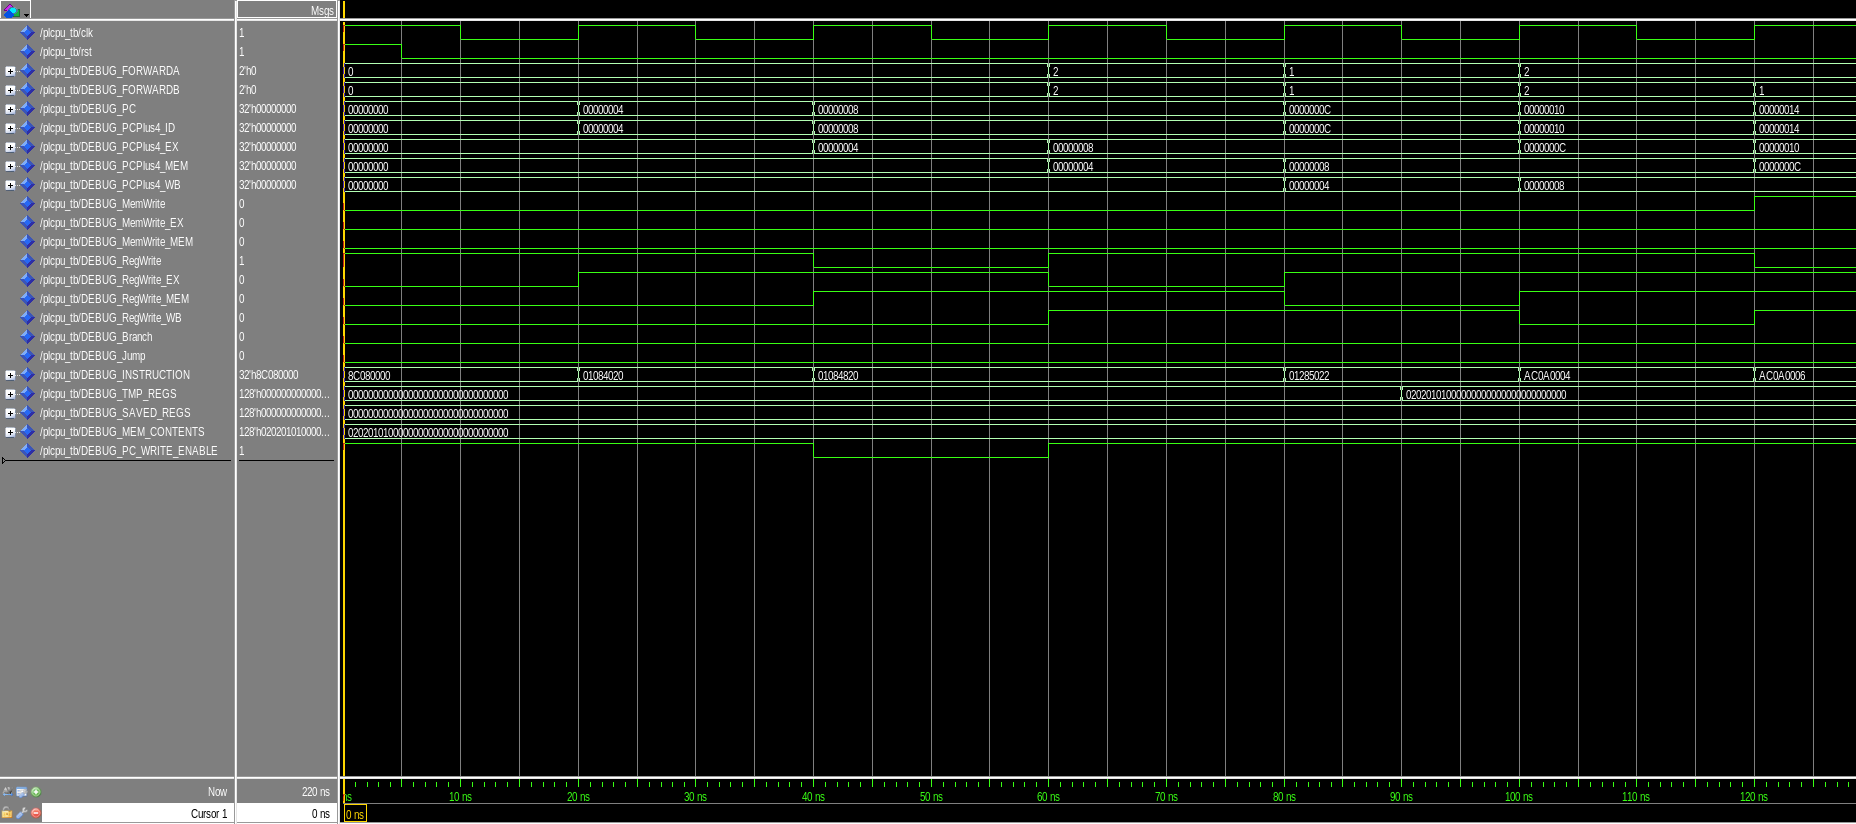 Msgs
/plcpu_tb/clk 1
/plcpu_tb/rst 1
/plcpu_tb/DEBUG_FORWARDA 2'h0 0 2 1 2
/plcpu_tb/DEBUG_FORWARDB 2'h0 0 2 1 2 1
/plcpu_tb/DEBUG_PC 32'h00000000 00000000 00000004 00000008 0000000C 00000010 00000014
/plcpu_tb/DEBUG_PCPlus4_ID 32'h00000000 00000000 00000004 00000008 0000000C 00000010 00000014
/plcpu_tb/DEBUG_PCPlus4_EX 32'h00000000 00000000 00000004 00000008 0000000C 00000010
/plcpu_tb/DEBUG_PCPlus4_MEM 32'h00000000 00000000 00000004 00000008 0000000C
/plcpu_tb/DEBUG_PCPlus4_WB 32'h00000000 00000000 00000004 00000008
/plcpu_tb/DEBUG_MemWrite 0
/plcpu_tb/DEBUG_MemWrite_EX 0
/plcpu_tb/DEBUG_MemWrite_MEM 0
/plcpu_tb/DEBUG_RegWrite 1
/plcpu_tb/DEBUG_RegWrite_EX 0
/plcpu_tb/DEBUG_RegWrite_MEM 0
/plcpu_tb/DEBUG_RegWrite_WB 0
/plcpu_tb/DEBUG_Branch 0
/plcpu_tb/DEBUG_Jump 0
/plcpu_tb/DEBUG_INSTRUCTION 32'h8C080000 8C080000 01084020 01084820 01285022 AC0A0004 AC0A0006
/plcpu_tb/DEBUG_TMP_REGS 128'h000000000000... 00000000000000000000000000000000 02020101000000000000000000000000
/plcpu_tb/DEBUG_SAVED_REGS 128'h000000000000... 00000000000000000000000000000000
/plcpu_tb/DEBUG_MEM_CONTENTS 128'h020201010000... 02020101000000000000000000000000
/plcpu_tb/DEBUG_PC_WRITE_ENABLE 1
Now 220 ns ns 10 ns 20 ns 30 ns 40 ns 50 ns 60 ns 70 ns 80 ns 90 ns 100 ns 110 ns 120 ns
Cursor 1 0 ns 0 ns